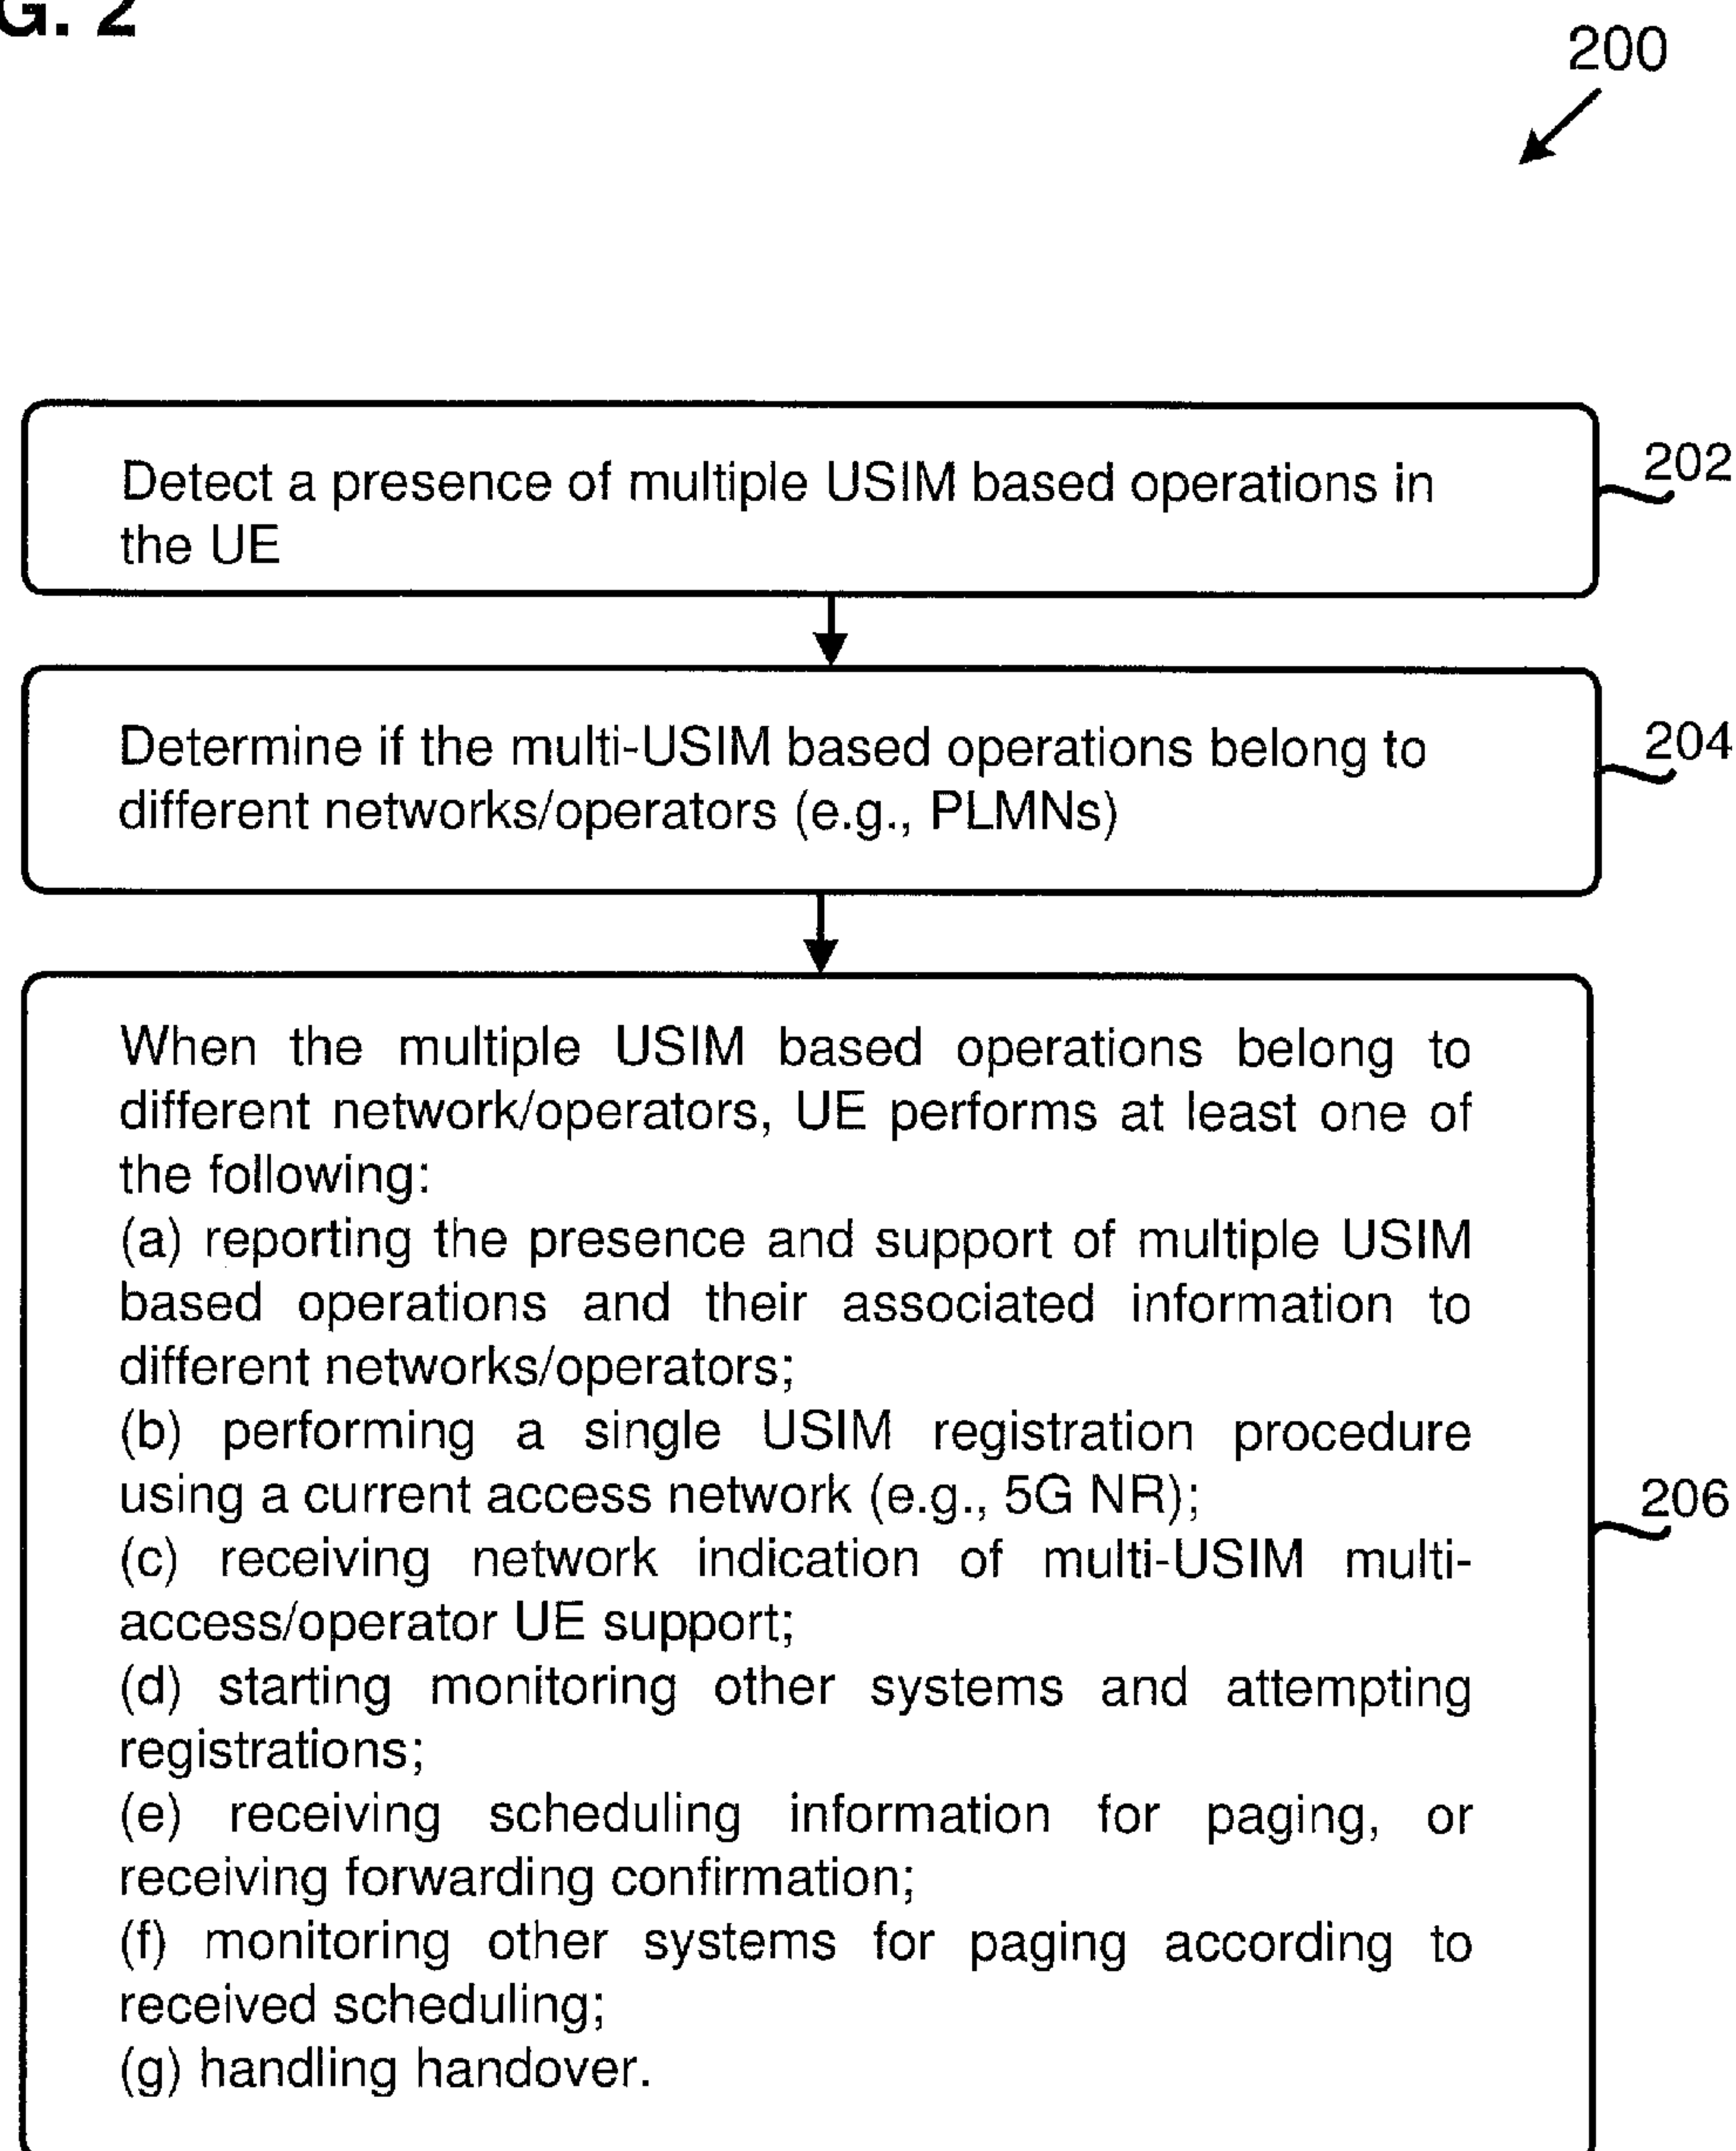 G. 2
200
Detect a presence of multiple USIM based operations in
the UE
202
Determine if the multi-USIM based operations belong to
different networks/operators (e.g., PLMNs)
204
When the multiple USIM based operations belong to
different network/operators, UE performs at least one of
the following:
(a) reporting the presence and support of multiple USIM
based operations and their associated information to
different networks/operators;
(b) performing a single USIM registration procedure
using a current access network (e.g., 5G NR);
(c) receiving network indication of multi-USIM multi-
access/operator UE support;
(d) starting monitoring other systems and attempting
registrations;
(e) receiving scheduling information for paging, or
receiving forwarding confirmation;
(f) monitoring other systems for paging according to
received scheduling;
(g) handling handover.
206